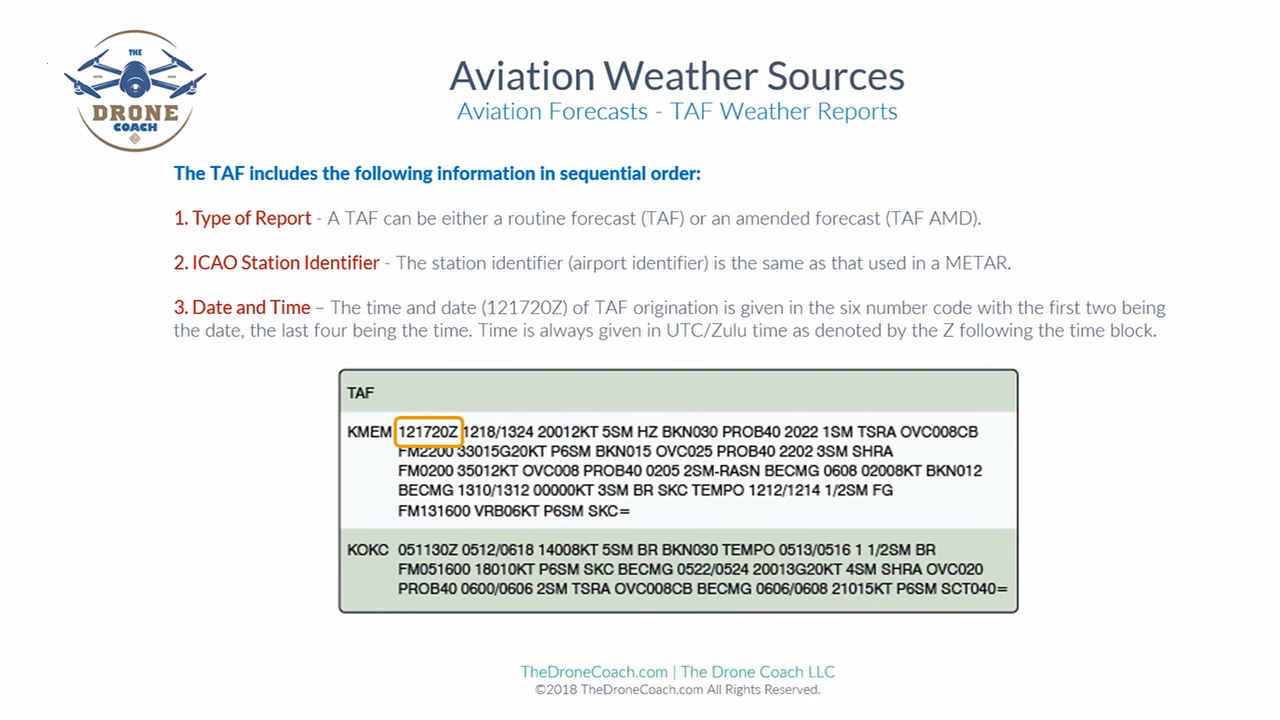 THE
DRONE
COACH
Aviation Weather Sources
Aviation Forecasts - TAF Weather Reports
The TAF includes the following information in sequential order:
1. Type of Report - A TAF can be either a routine forecast (TAF) or an amended forecast (TAF AMD).
2. ICAO Station Identifier - The station identifier (airport identifier) is the same as that used in a METAR.
3. Date and Time – The time and date (121720Z) of TAF origination is given in the six number code with the first two being
the date, the last four being the time. Time is always given in UTC/Zulu time as denoted by the Z following the time block.
TAF
KMEM 121720Z 1218/1324 20012KT 5SM HZ BKN030 PROB40 2022 1SM TSRA OVC008CB
FM2200 33015G20KT P6SM BKN015 OVC025 PROB40 2202 3SM SHRA
FM0200 35012KT OVC008 PROB40 0205 2SM-RASN BECMG 0608 02008KT BKN012
BECMG 1310/1312 00000KT 3SM BR SKC TEMPO 1212/1214 1/2SM FG
FM131600 VRB06KT P6SM SKC=
KOKC 051130Z 0512/0618 14008KT 5SM BR BKN030 TEMPO 0513/0516 1 1/2SM BR
FM051600 18010KT P6SM SKC BECMG 0522/0524 20013G20KT 4SM SHRA OVC020
PROB40 0600/0606 2SM TSRA OVC008CB BECMG 0606/0608 21015KT P6SM SCT040=
TheDroneCoach.com | The Drone Coach LLC
©2018 TheDroneCoach.com All Rights Reserved.